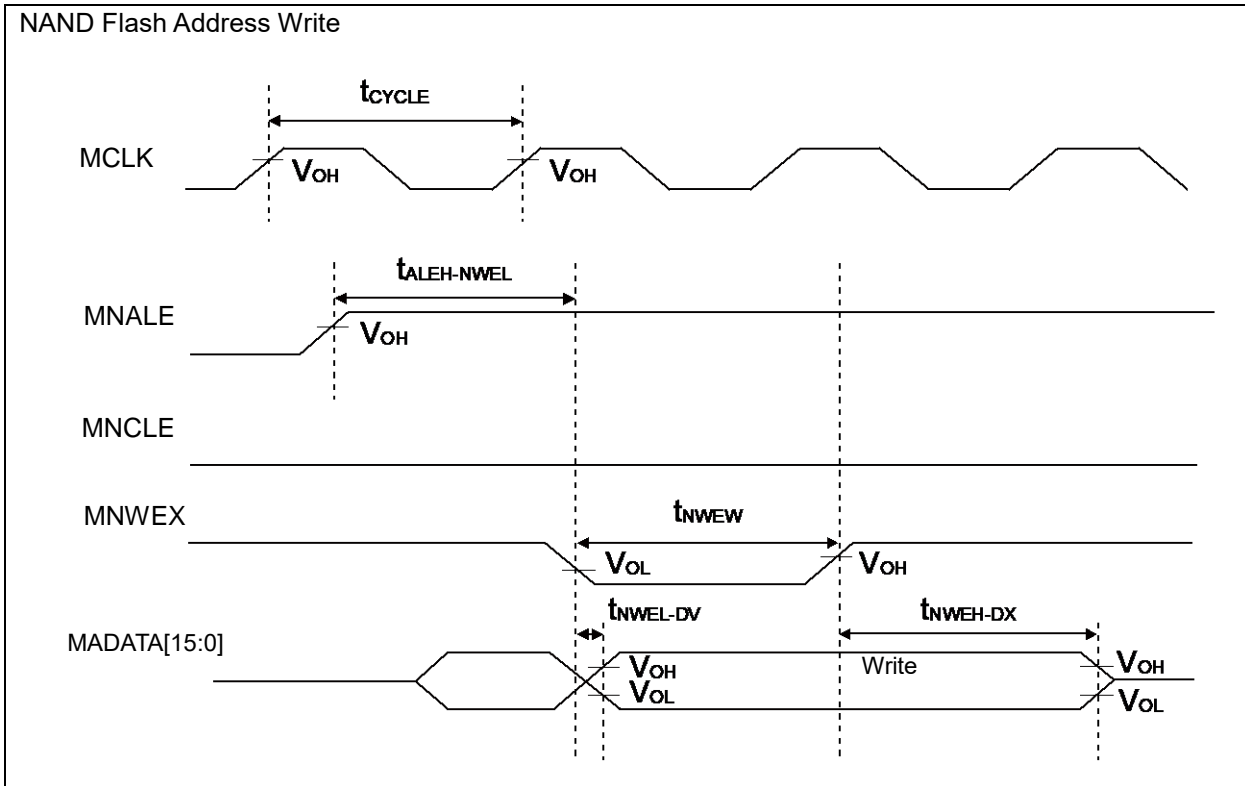 NAND Flash Address Write
tCYCLE
MCLK
VOH VOH
tALEH-NWEL
MNALE
VOH
MNCLE
MNWEX
tNWEW
VOL VOH
tNWEL-DV tNWEH-DX
MADATA[15:0]
VOH Write VOH
VOL VOL